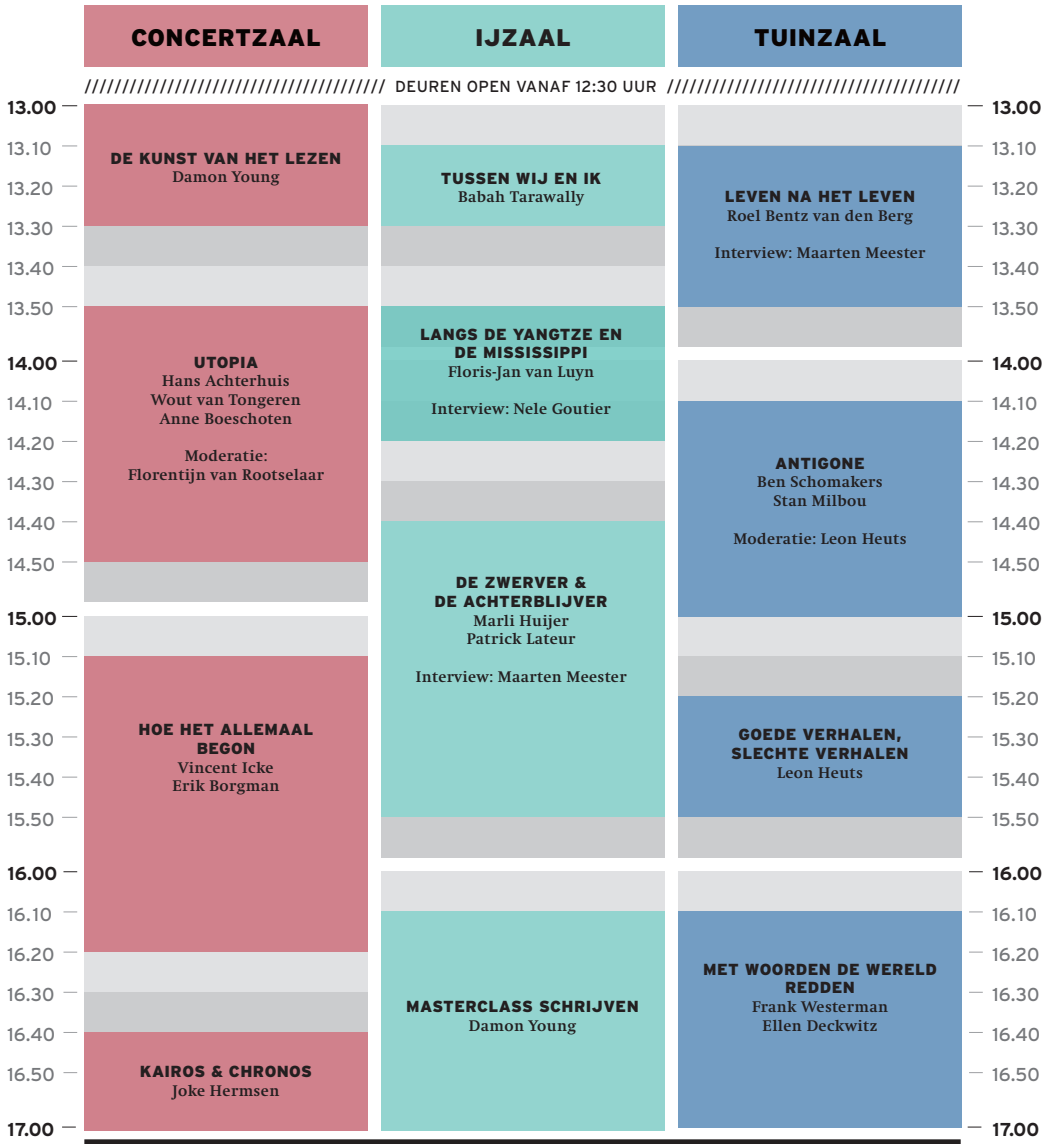 CONCERTZAAL
IJZAAL
TUINZAAL
//////////////////////////////////////// DEUREN OPEN VANAF 12:30 UUR ///////////////////////////////////////
13.00
13.10
13.20
13.30
13.40
13.50
14.00
14.10
14.20
14.30
14.40
14.50
15.00
15.10
15.20
15.30
15.40
15.50
16.00
16.10
16.20
16.30
16.40
16.50
17.00
DE KUNST VAN HET LEZEN
Damon Young
UTOPIA
Hans Achterhuis
Wout van Tongeren
Anne Boeschoten
Moderatie:
Florentijn van Rootselaar
HOE HET ALLEMAAL
BEGON
Vincent Icke
Erik Borgman
KAIROS & CHRONOS
Joke Hermsen
TUSSEN WIJ EN IK
Babah Tarawally
LANGS DE YANGTZE EN
DE MISSISSIPPI
Floris-Jan van Luyn
Interview: Nele Goutier
DE ZWERVER &
DE ACHTERBLIJVER
Marli Huijer
Patrick Lateur
Interview: Maarten Meester
MASTERCLASS SCHRIJVEN
Damon Young
LEVEN NA HET LEVEN
Roel Bentz van den Berg
Interview: Maarten Meester
ANTIGONE
Ben Schomakers
Stan Milbou
Moderatie: Leon Heuts
GOEDE VERHALEN,
SLECHTE VERHALEN
Leon Heuts
MET WOORDEN DE WERELD
REDDEN
Frank Westerman
Ellen Deckwitz
13.00
13.10
13.20
13.30
13.40
13.50
14.00
14.10
14.20
14.30
14.40
14.50
15.00
15.10
15.20
15.30
15.40
15.50
16.00
16.10
16.20
16.30
16.40
16.50
17.00